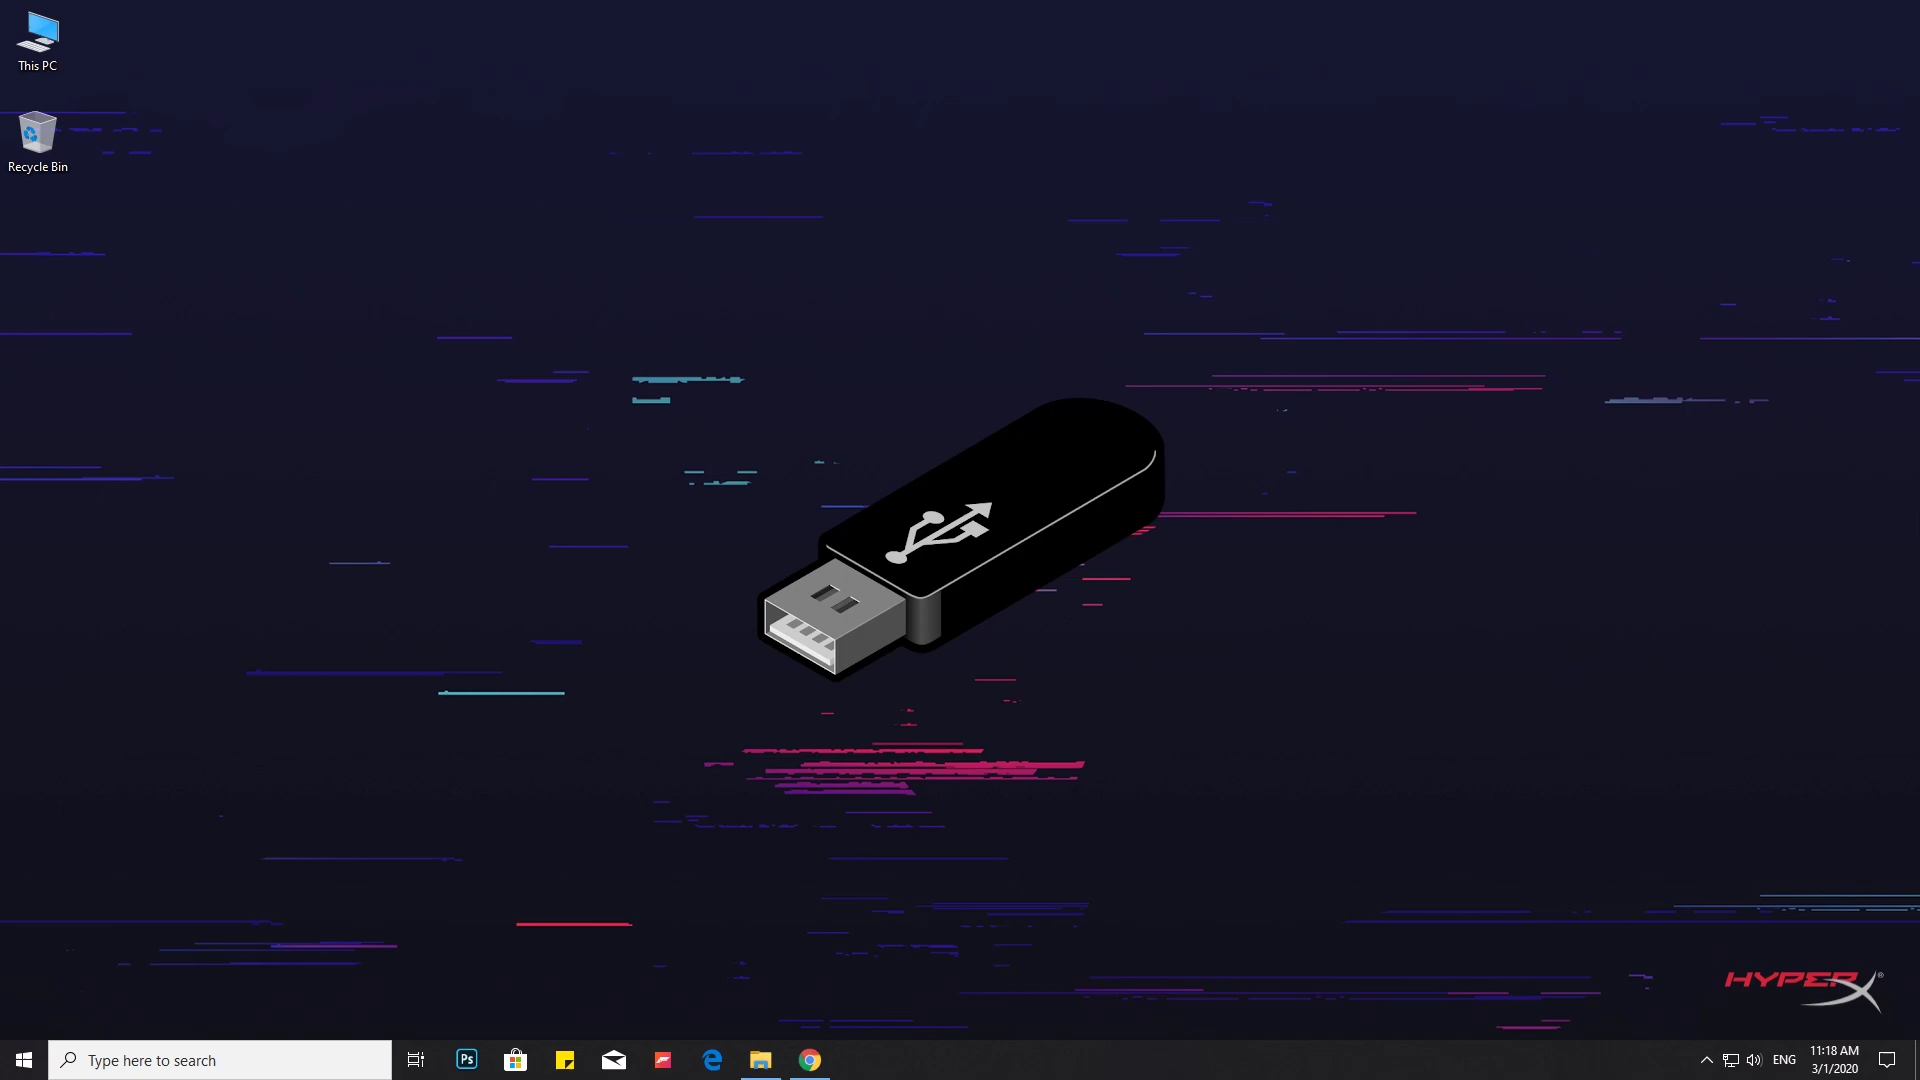 This PC
Recycle Bin
HYPERX®
Type here to search
Ps
ENG
11:18 AM
3/1/2020